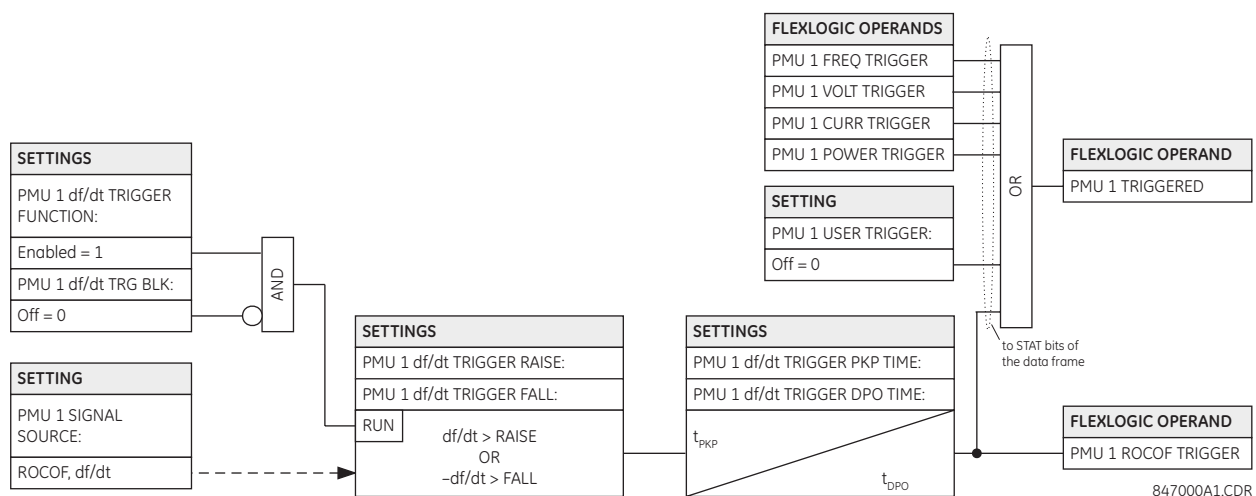 FLEXLOGIC OPERANDS
PMU 1 FREQ TRIGGER
PMU 1 VOLT TRIGGER
PMU 1 CURR TRIGGER
PMU 1 POWER TRIGGER
SETTING
PMU 1 USER TRIGGER:
Off = 0
OR
to STAT bits of
the data frame
FLEXLOGIC OPERAND
PMU 1 TRIGGERED
SETTINGS
PMU 1 df/dt TRIGGER
FUNCTION:
Enabled = 1
PMU 1 df/dt TRG BLK:
Off = 0
AND
SETTING
PMU 1 SIGNAL
SOURCE:
ROCOF, df/dt
SETTINGS
PMU 1 df/dt TRIGGER RAISE:
PMU 1 df/dt TRIGGER FALL:
RUN
df/dt > RAISE
OR
–df/dt > FALL
SETTINGS
PMU 1 df/dt TRIGGER PKP TIME:
PMU 1 df/dt TRIGGER DPO TIME:
tPKP
tDPO
FLEXLOGIC OPERAND
PMU 1 ROCOF TRIGGER
847000A1.CDR